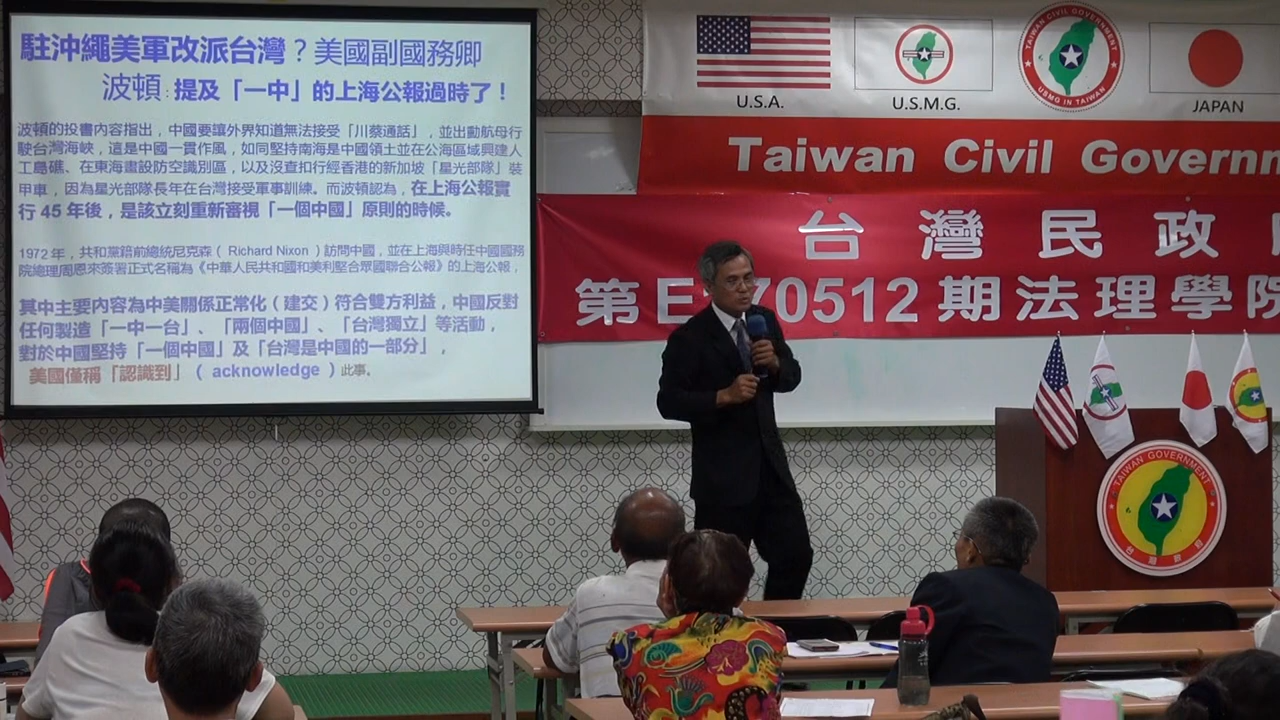 駐沖繩美軍改派台灣？美國副國務卿
波頓：提及「一中」的上海公報過時了！
波頓的投書內容指出，中國要讓外界知道無法接受「川蔡通話」，並出動航母行
駛台灣海峽，這是中國一貫作風，如同堅持南海是中國領土並在公海區域興建人
工島礁、在東海畫設防空識別區，以及沒查扣行經香港的新加坡「星光部隊」裝
甲車，因為星光部隊長年在台灣接受軍事訓練。而波頓認為，在上海公報實
行 45 年後，是該立刻重新審視「一個中國」原則的時候。
1972 年，共和黨籍前總統尼克森（ Richard Nixon ）訪問中國，並在上海與時任中國國務
院總理周恩來簽署正式名稱為《中華人民共和國和美利堅合眾國聯合公報》的上海公報，
其中主要內容為中美關係正常化（建交）符合雙方利益，中國反對
任何製造「一中一台」、「兩個中國」、「台灣獨立」等活動，
對於中國堅持「一個中國」及「台灣是中國的一部分」，
美國僅稱「認識到」（ acknowledge ）此事。
U.S.A.
U.S.M.G.
TAIWAN CIVIL GOVERNMENT
USMG IN TAIWAN
JAPAN
Taiwan Civil Governm
台灣民政
第E 70512期法理學院
TAIWAN GOVERNMENT
台灣政府